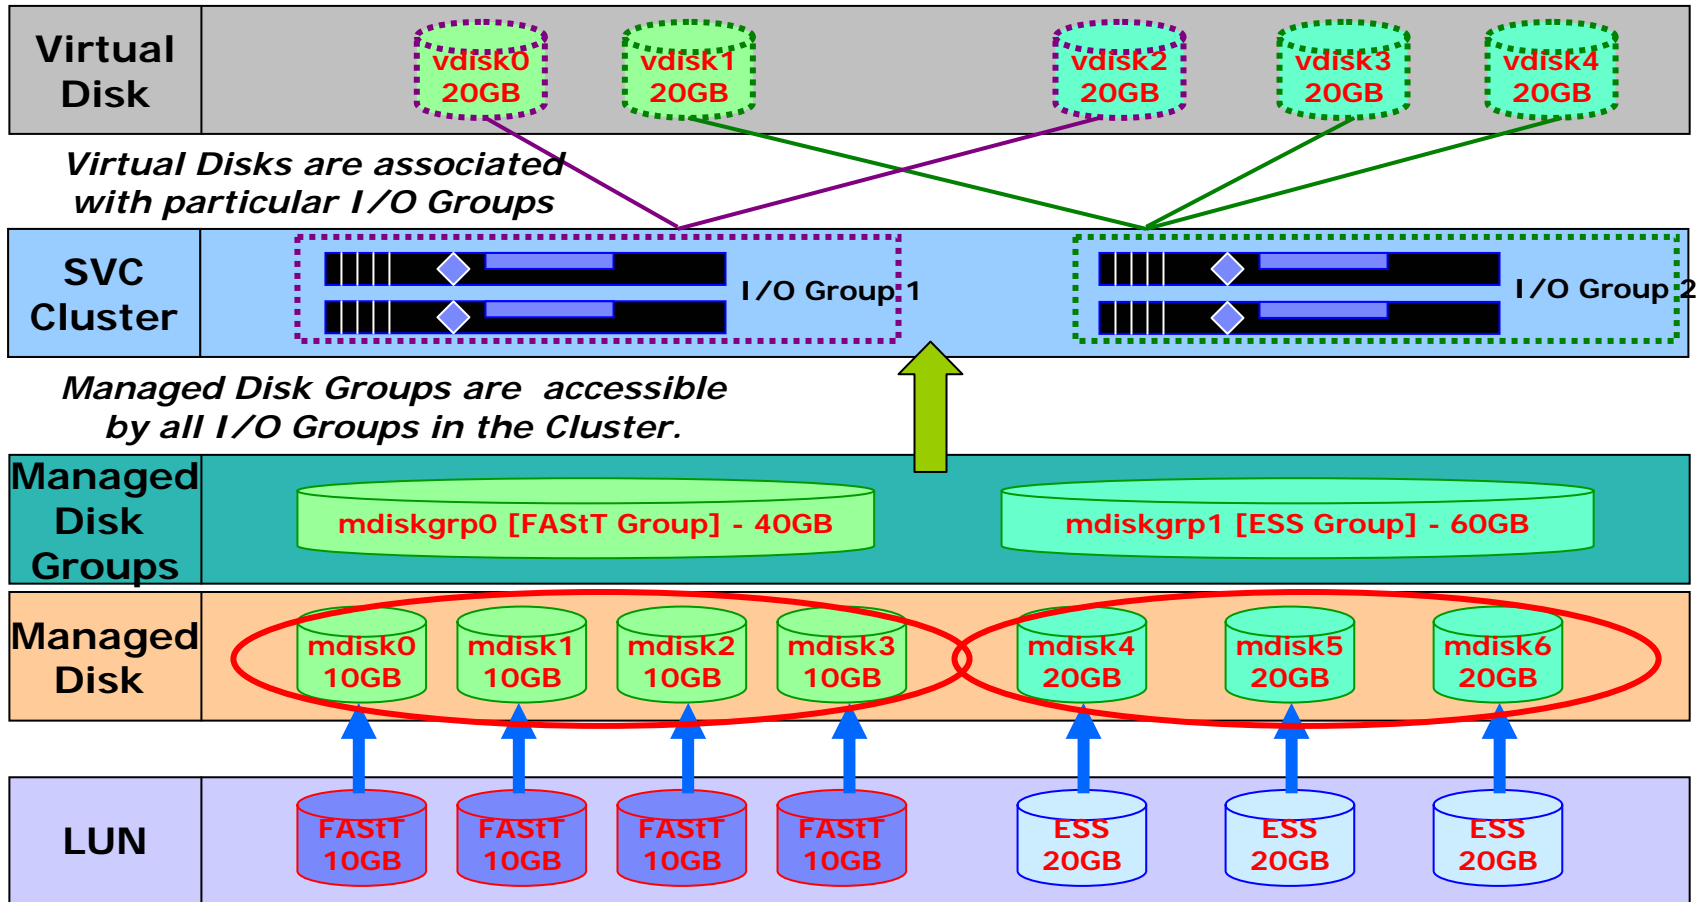 Virtual
Disk
vdisk0
20GB
vdisk1
20GB
vdisk2
20GB
vdisk3
20GB
vdisk4
20GB
Virtual Disks are associated
with particular I/O Groups
SVC
Cluster
I/O Group 1
I/O Group 2
Managed Disk Groups are accessible
by all I/O Groups in the Cluster.
Managed
Disk
Groups
mdiskgrp0 [FAStT Group] - 40GB
mdiskgrp1 [ESS Group] - 60GB
Managed
Disk
mdisk0
10GB
mdisk1
10GB
mdisk2
10GB
mdisk3
10GB
mdisk4
20GB
mdisk5
20GB
mdisk6
20GB
LUN
FAStT
10GB
FAStT
10GB
FAStT
10GB
FAStT
10GB
ESS
20GB
ESS
20GB
ESS
20GB